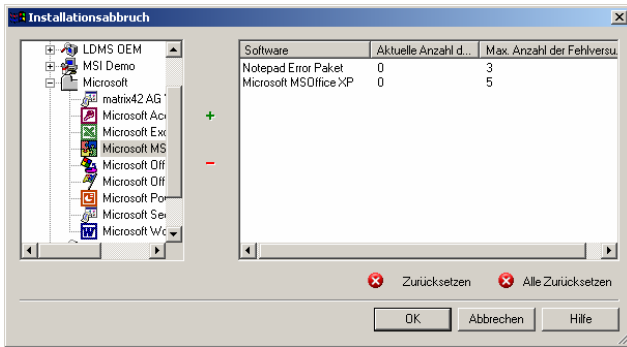 Installationsabbruch
LDMS OEM
MSI Demo
Microsoft
matrix42 AG
Microsoft Acc
Microsoft Exc
Microsoft MS
Microsoft Off
Microsoft Off
Microsoft Po
Microsoft Se
Microsoft Wo
+
−
Software Aktuelle Anzahl d... Max. Anzahl der Fehlversu
Notepad Error Paket 0 3
Microsoft MSOffice XP 0 5
Zurücksetzen Alle Zurücksetzen
OK Abbrechen Hilfe